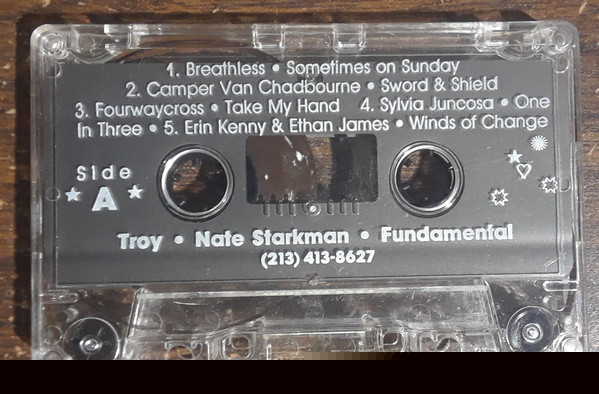 1. Breathless • Sometimes on Sunday
2. Camper Van Chadbourne • Sword & Shield
3. Fourwaycross • Take My Hand 4. Sylvia Juncosa • One
In Three • 5. Erin Kenny & Ethan James • Winds of Change
Side
A
Troy • Nate Starkman • Fundamental
(213) 413-8627